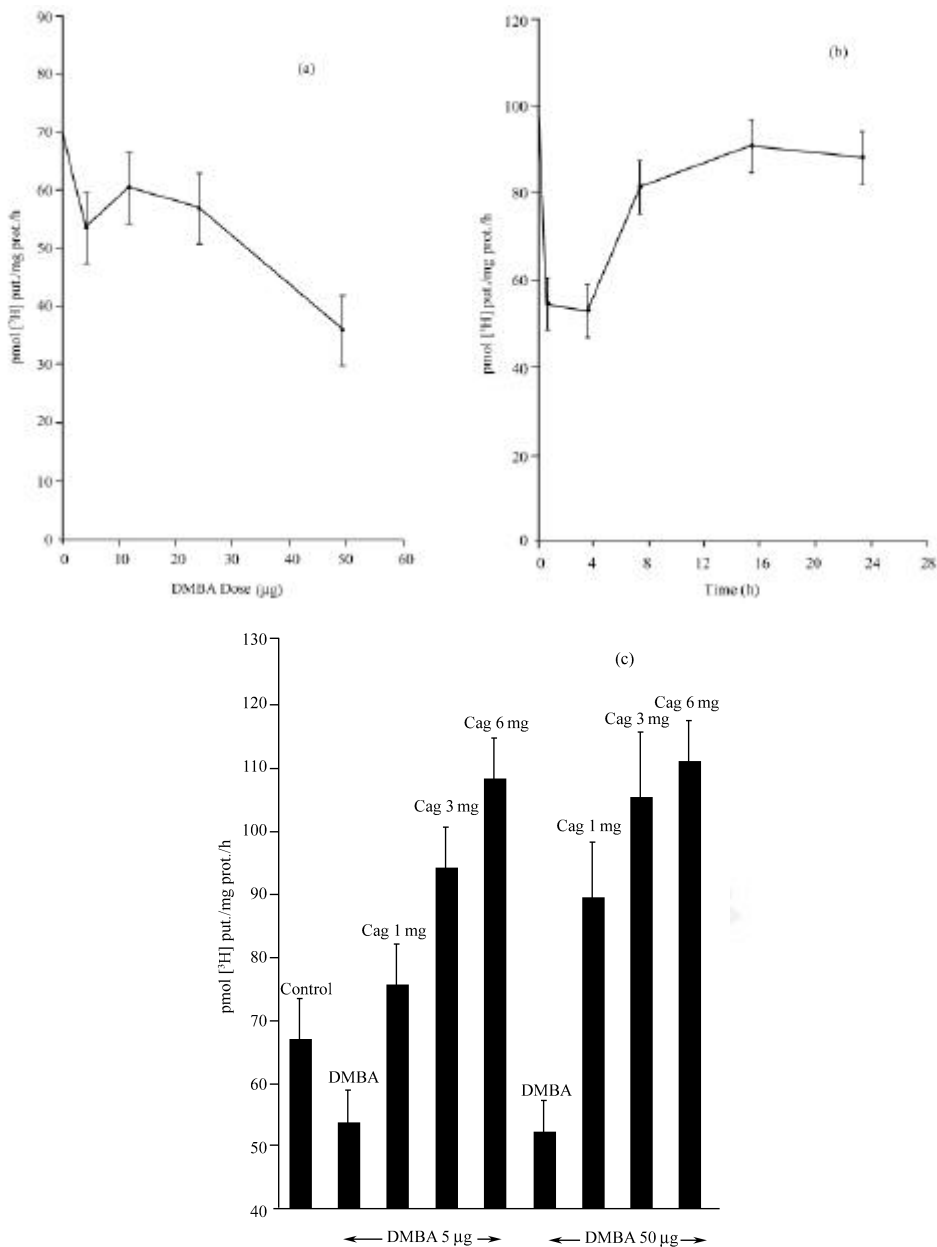 (a)
90
80
70
60
50
40
30
20
10
0
pmol [³H] put./mg prot./h
0 10 20 30 40 50 60
DMBA Dose (µg)
(b)
120
100
80
60
40
20
0
pmol [³H] put./mg prot./h
0 4 8 12 16 20 24 28
Time (h)
(c)
130
120
110
100
90
80
70
60
50
40
pmol [³H] put./mg prot./h
Control
DMBA
Cag 1 mg
Cag 3 mg
Cag 6 mg
DMBA
Cag 1 mg
Cag 3 mg
Cag 6 mg
DMBA 5 µg
DMBA 50 µg